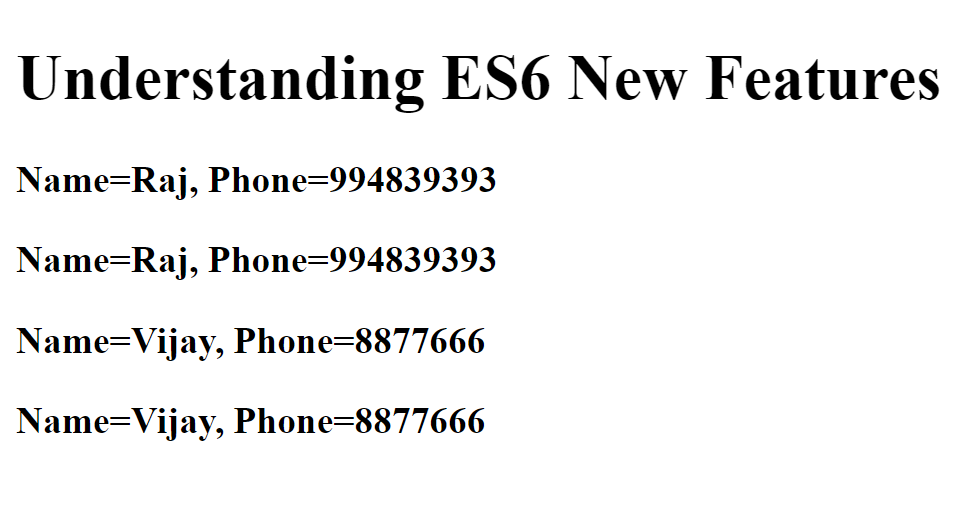 Understanding ES6 New Features
Name=Raj, Phone=994839393
Name=Raj, Phone=994839393
Name=Vijay, Phone=8877666
Name=Vijay, Phone=8877666